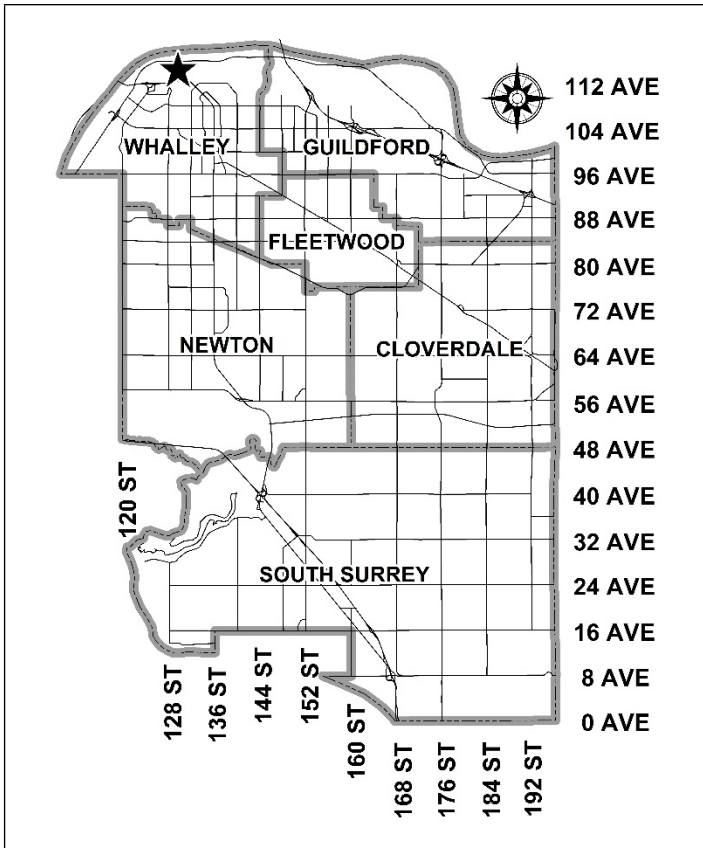 112 AVE
104 AVE
WHALLEY
GUILDFORD
96 AVE
88 AVE
FLEETWOOD
80 AVE
72 AVE
NEWTON
CLOVERDALE
64 AVE
56 AVE
48 AVE
120 ST
40 AVE
32 AVE
SOUTH SURREY
24 AVE
16 AVE
128 ST
136 ST
144 ST
152 ST
160 ST
8 AVE
0 AVE
168 ST
176 ST
184 ST
192 ST